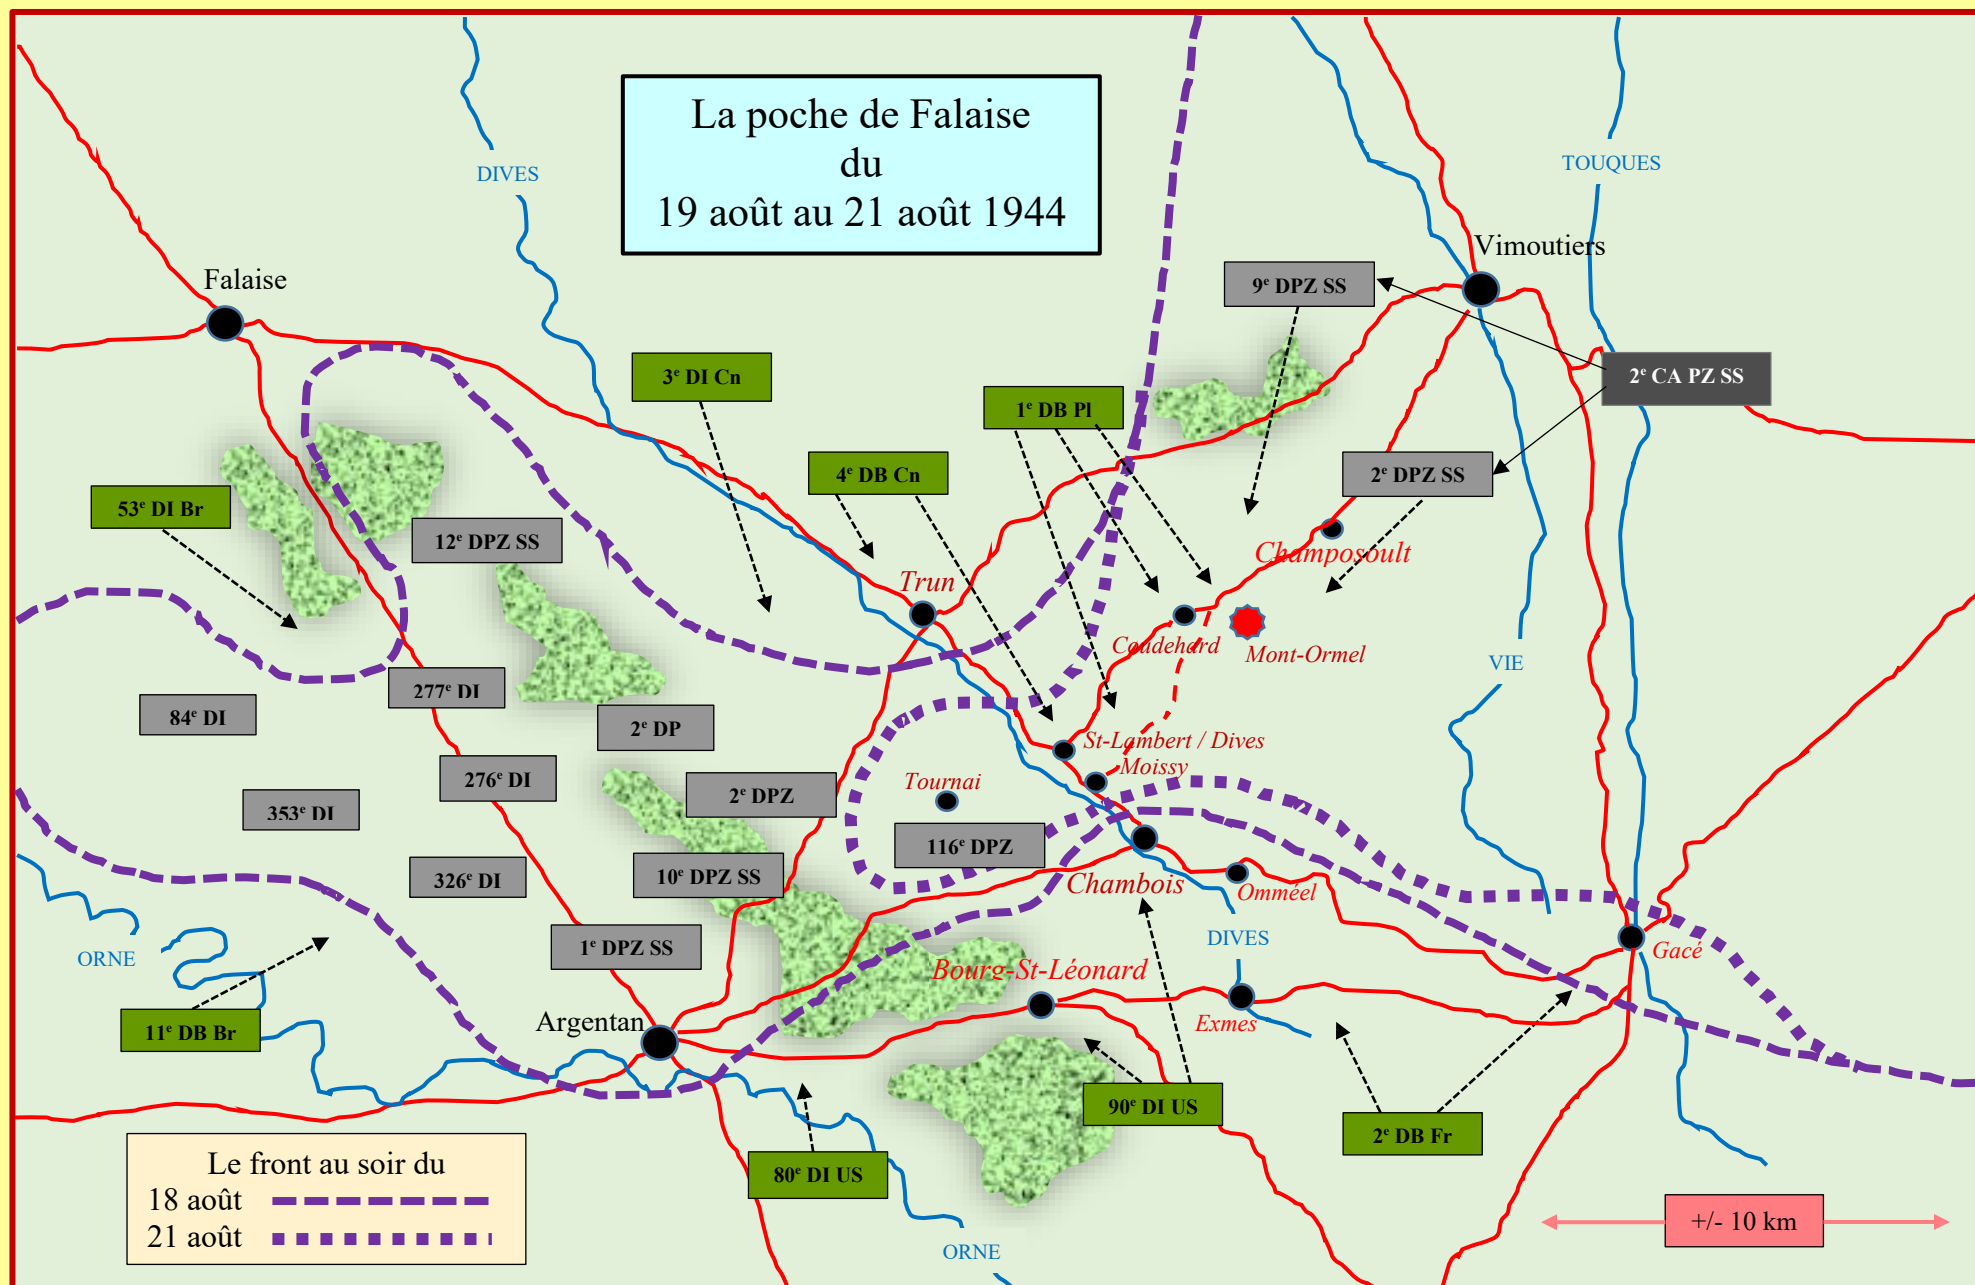 La poche de Falaise
du
19 août au 21 août 1944
DIVES
TOUQUES
Vimoutiers
Falaise
9e DPZ SS
3e DI Cn
2e CA PZ SS
1e DB Pl
4e DB Cn
2e DPZ SS
53e DI Br
12e DPZ SS
Champosoult
Trun
Coudehard
Mont-Ormel
VIE
277e DI
84e DI
2e DP
St-Lambert / Dives
Moissy
276e DI
Tournai
2e DPZ
353e DI
116e DPZ
326e DI
10e DPZ SS
Chambois
Omméel
1e DPZ SS
DIVES
Gacé
ORNE
Bourg-St-Léonard
Argentan
Exmes
11e DB Br
90e DI US
2e DB Fr
80e DI US
Le front au soir du
18 août
21 août
+/- 10 km
ORNE